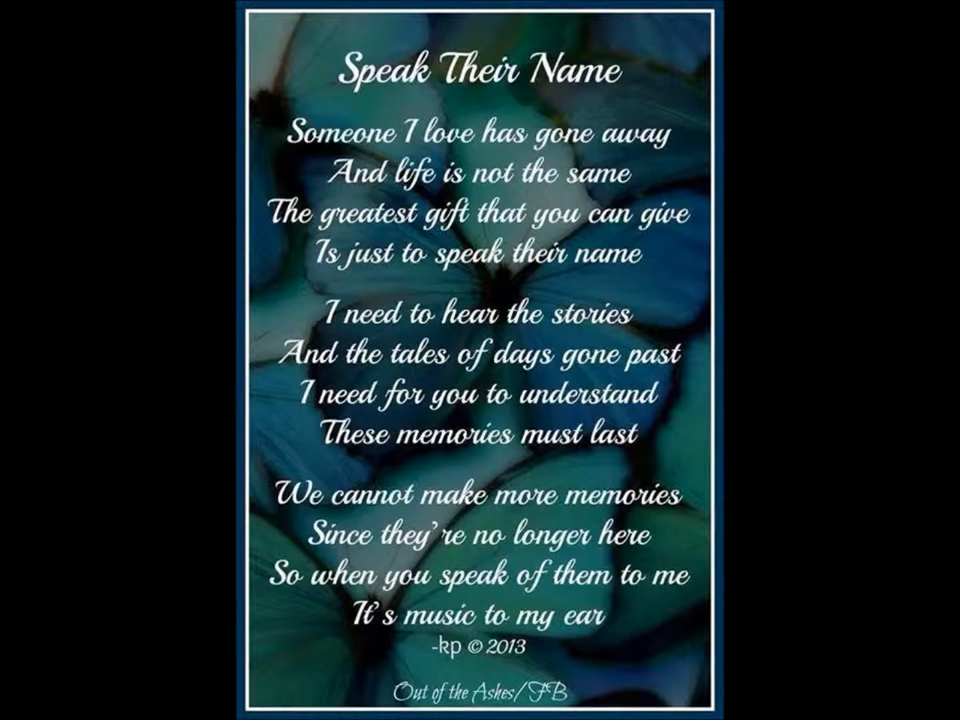 Speak Their Name
Someone I love has gone away
And life is not the same
The greatest gift that you can give
Is just to speak their name
I need to hear the stories
And the tales of days gone past
I need for you to understand
These memories must last
We cannot make more memories
Since they're no longer here
So when you speak of them to me
It's music to my ear
-kp © 2013
Out of the Ashes/FB